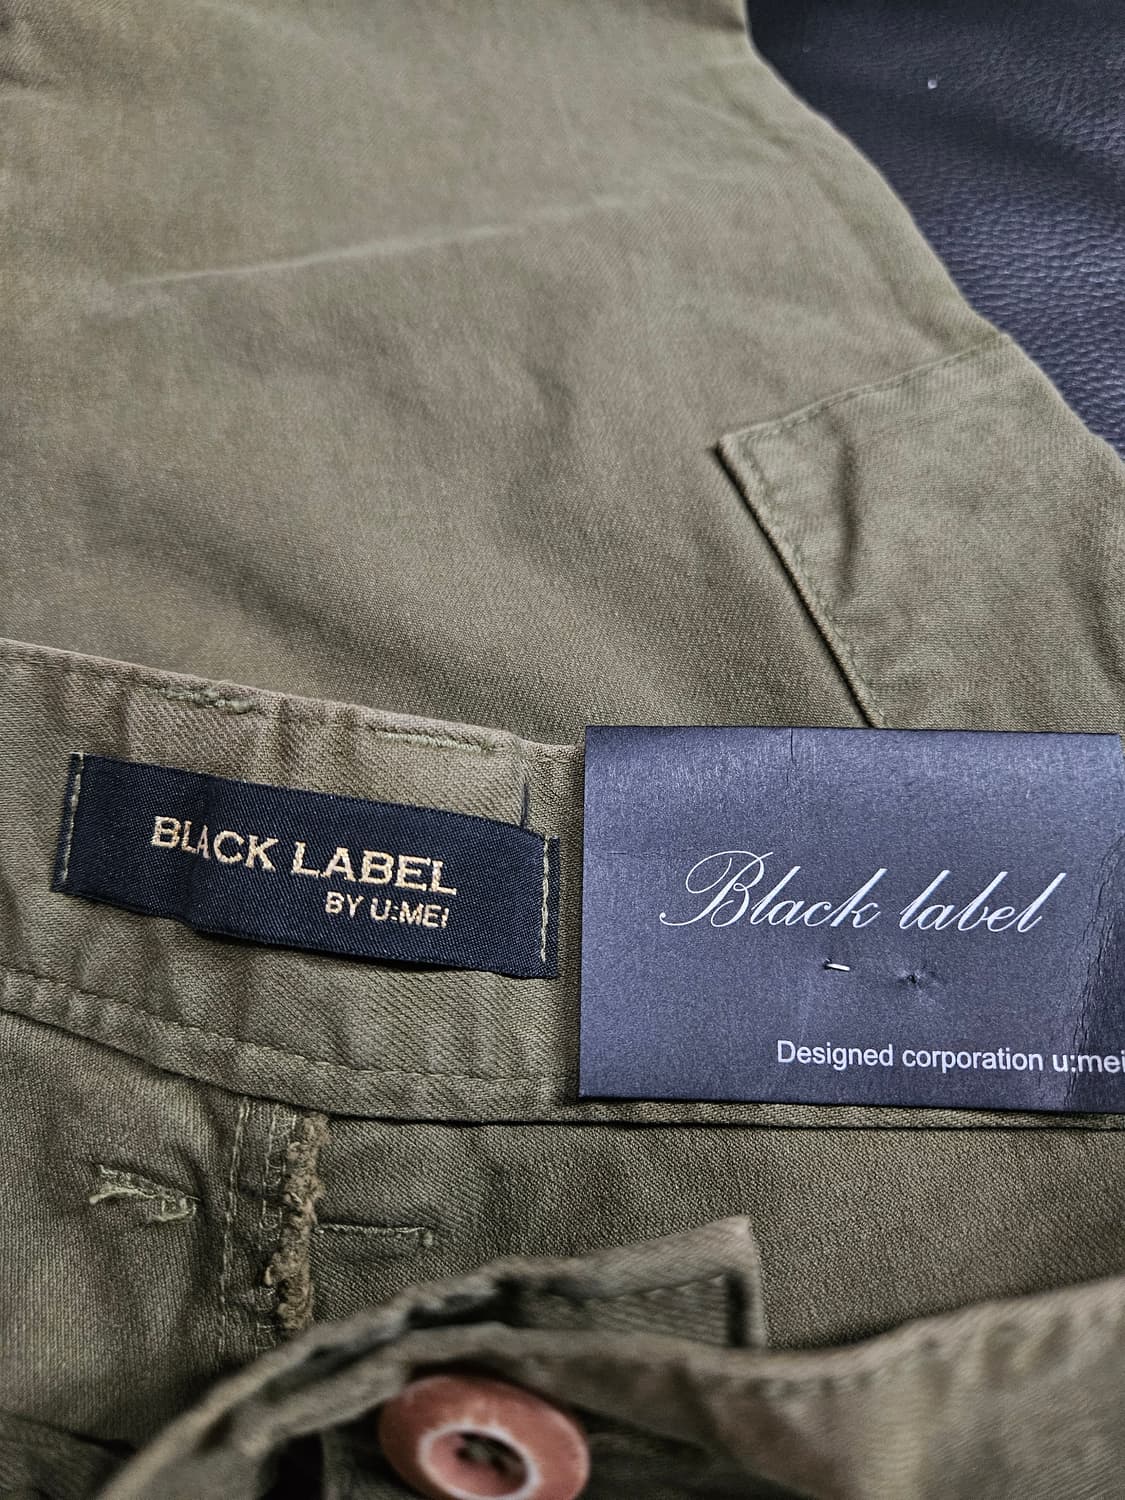 BLACK LABEL
BY U:MEI
Black label
Designed corporation u:mei